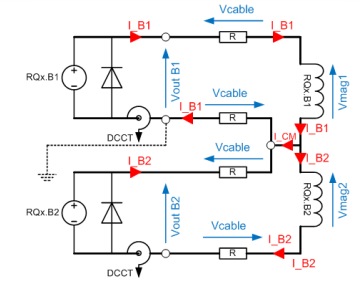 Vcable
I_B1
I_B1
R
RQx.B1
Vout B1
RQx.B1
Vmag1
I_B1
Vcable
R
I_B1
DCCT
I_CM
I_B2
I_B2
Vcable
R
RQx.B2
Vout B2
RQx.B2
Vmag2
Vcable
I_B2
R
I_B2
DCCT